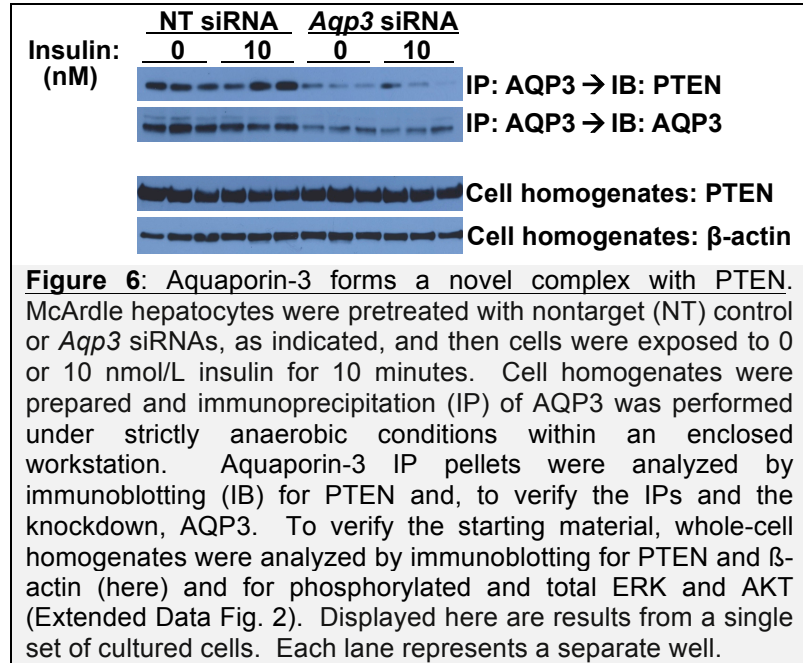 NT siRNA Aqp3 siRNA
Insulin: 0 10 0 10
(nM)
IP: AQP3 → IB: PTEN
IP: AQP3 → IB: AQP3
Cell homogenates: PTEN
Cell homogenates: β-actin
Figure 6: Aquaporin-3 forms a novel complex with PTEN.
McArdle hepatocytes were pretreated with nontarget (NT) control
or Aqp3 siRNAs, as indicated, and then cells were exposed to 0
or 10 nmol/L insulin for 10 minutes. Cell homogenates were
prepared and immunoprecipitation (IP) of AQP3 was performed
under strictly anaerobic conditions within an enclosed
workstation. Aquaporin-3 IP pellets were analyzed by
immunoblotting (IB) for PTEN and, to verify the IPs and the
knockdown, AQP3. To verify the starting material, whole-cell
homogenates were analyzed by immunoblotting for PTEN and ß-
actin (here) and for phosphorylated and total ERK and AKT
(Extended Data Fig. 2). Displayed here are results from a single
set of cultured cells. Each lane represents a separate well.